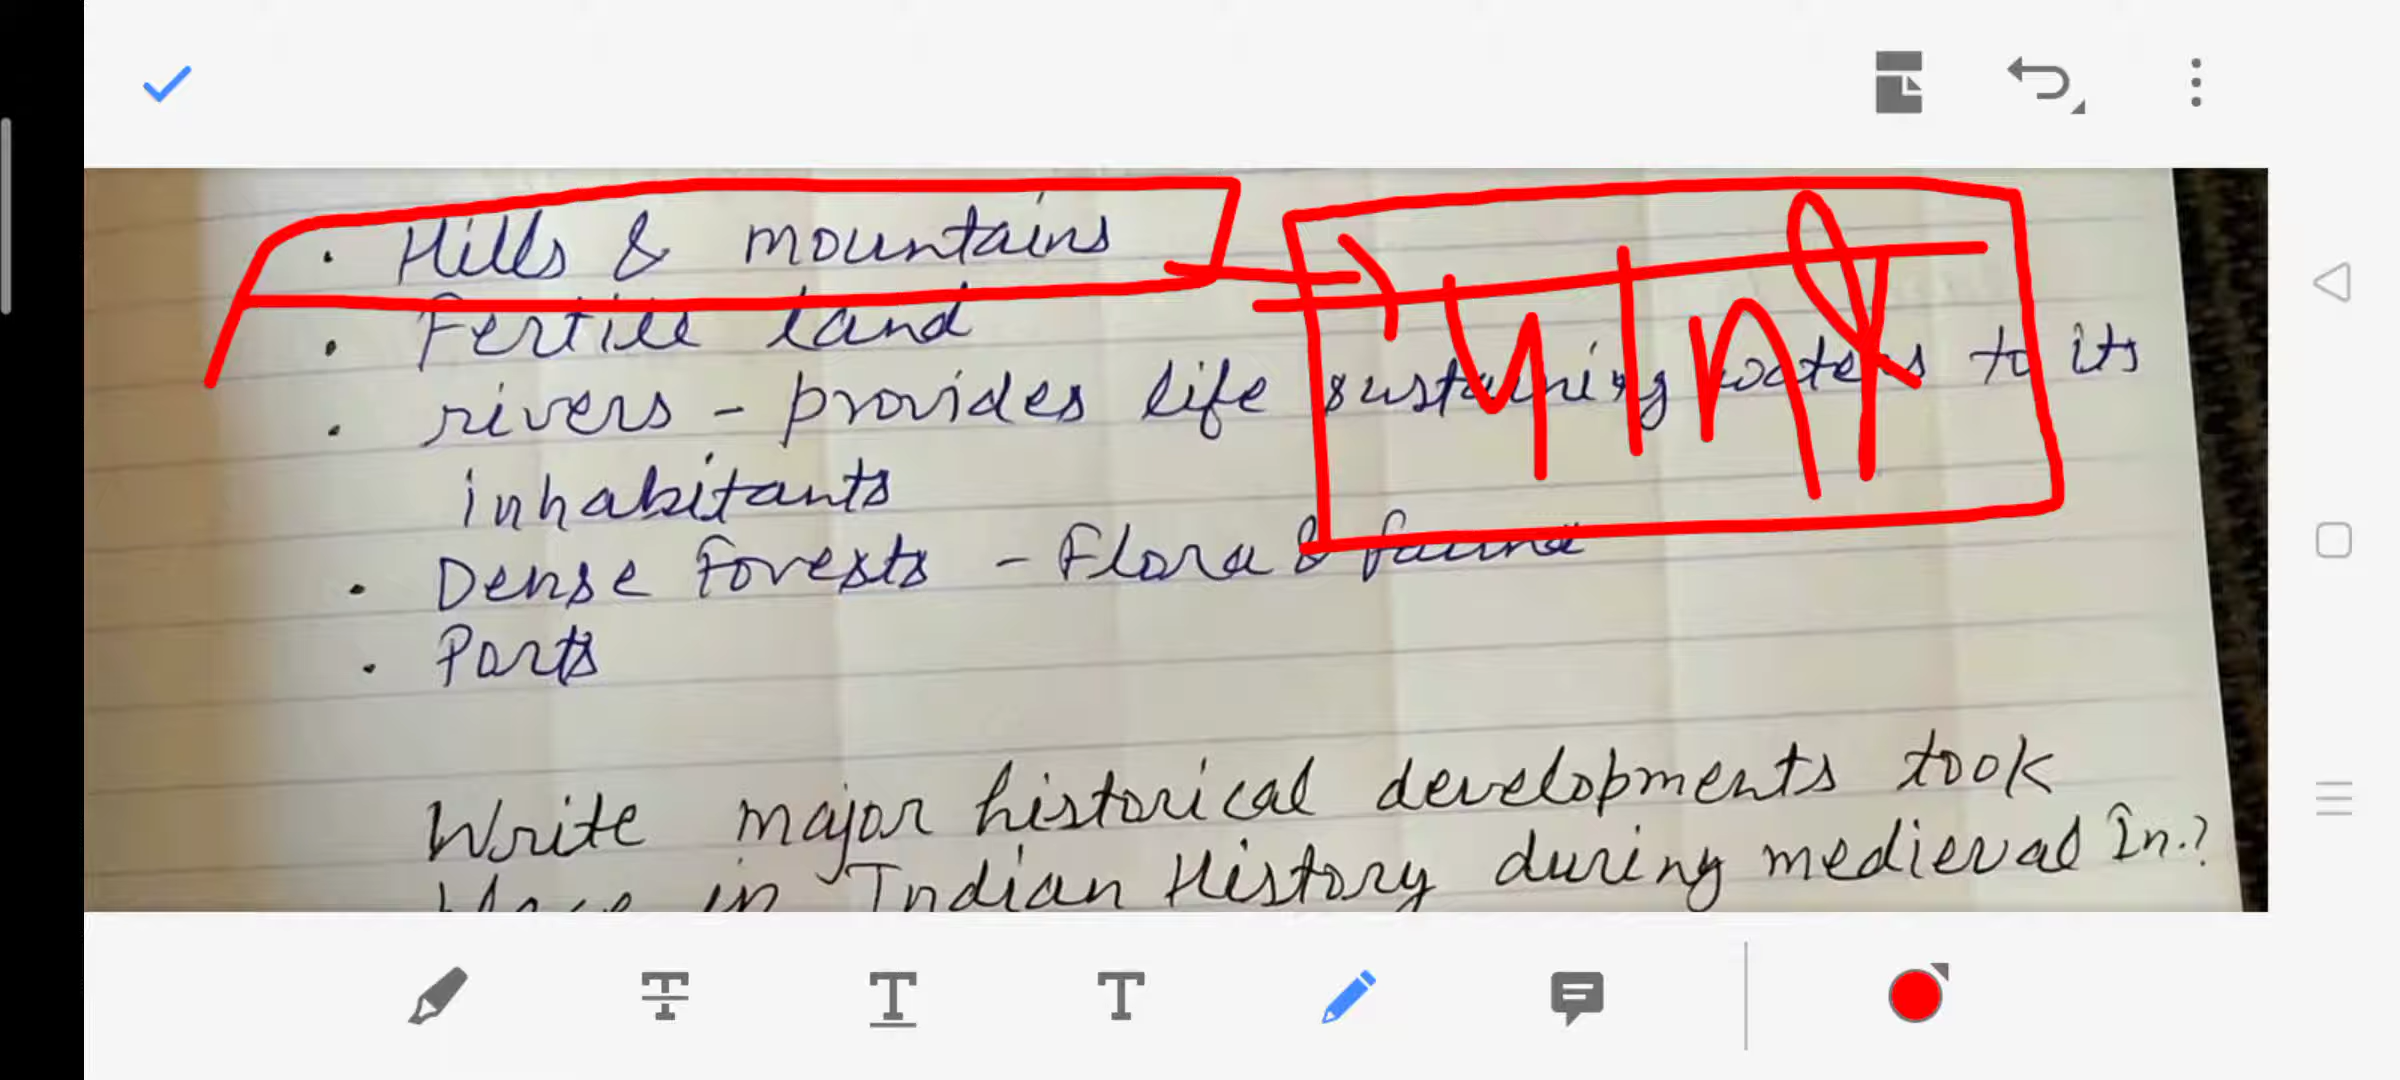 . Hills & mountains
. Fertile land
. rivers - provides life sustaining waters to its
inhabitants
. Dense Forests - Flora & fauna
. Ports
Write major historical developments took
place in Indian History during medieval In.?